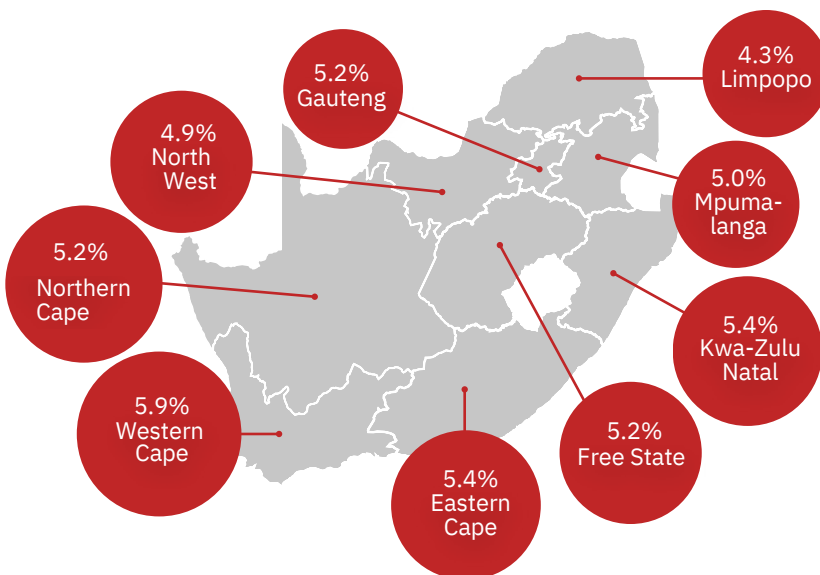 4.3%
Limpopo
5.2%
Gauteng
4.9%
North
West
5.0%
Mpuma-
langa
5.2%
Northern
Cape
5.4%
Kwa-Zulu
Natal
5.9%
Western
Cape
5.2%
Free State
5.4%
Eastern
Cape